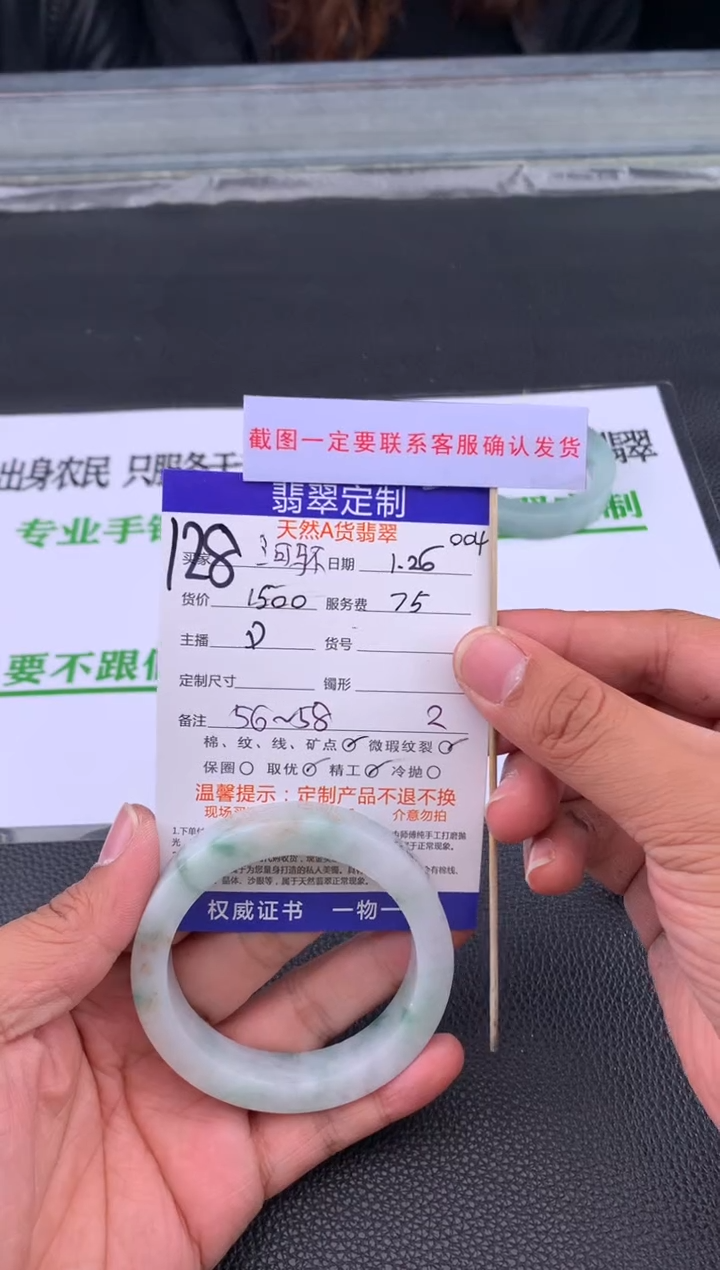 截图一定要联系客服确认发货
出身农民 只服务于
翡翠
专业手镯
定制
要不跟
翡翠定制
天然A货翡翠
004
128
买家 日期 1.26
货价 1500 服务费 75
主播 D 货号
定制尺寸 镯形
备注 56~58 2
棉、纹、线、矿点 微瑕纹裂
保圈 取优 精工 冷抛
温馨提示：定制产品不退不换
现场 介意勿拍
权威证书 一物一